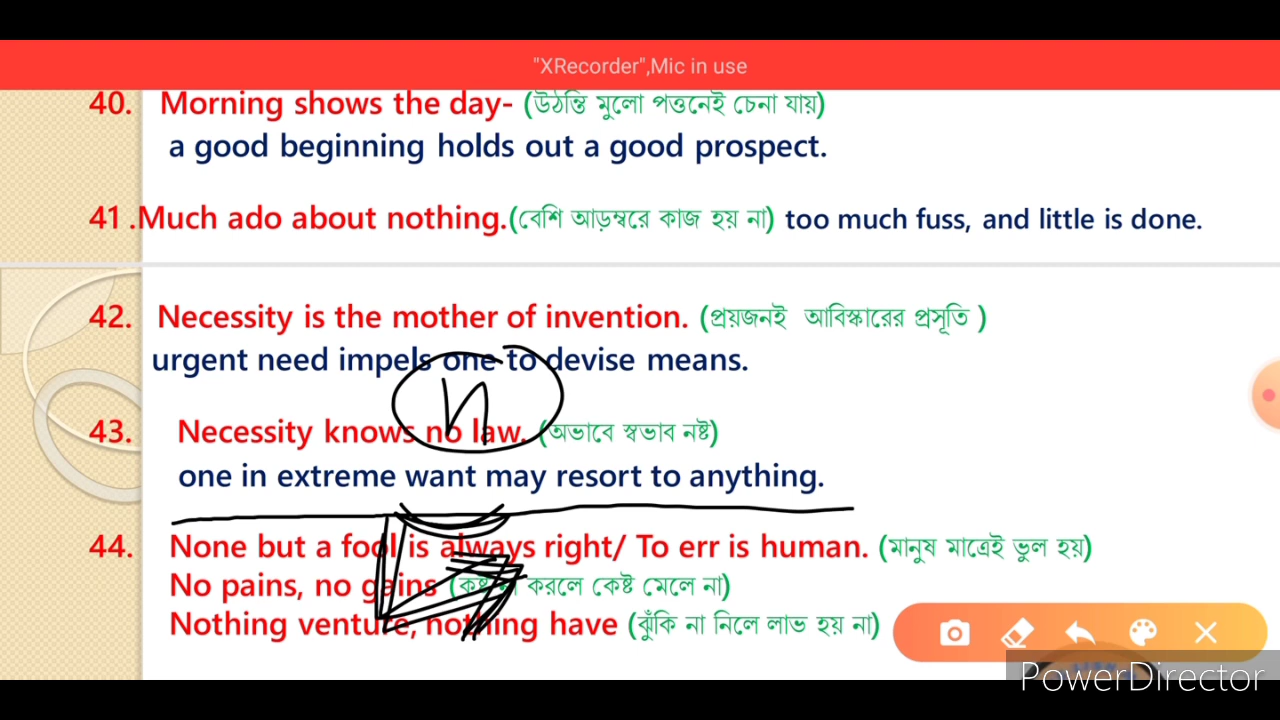 "XRecorder",Mic in use
40. Morning shows the day- (উঠন্তি মুলো পত্তনেই চেনা যায়)
a good beginning holds out a good prospect.
41.Much ado about nothing.(বেশি আড়ম্বরে কাজ হয় না) too much fuss, and little is done.
42. Necessity is the mother of invention. (প্রয়জনই আবিস্কারের প্রসূতি )
urgent need impels one to devise means.
n
43. Necessity knows no law. (অভাবে স্বভাব নষ্ট)
one in extreme want may resort to anything.
44. None but a fool is always right/ To err is human. (মানুষ মাত্রেই ভুল হয়)
No pains, no gains (কষ্ট না করলে কেষ্ট মেলে না)
Nothing venture, nothing have (ঝুঁকি না নিলে লাভ হয় না)
PowerDirector